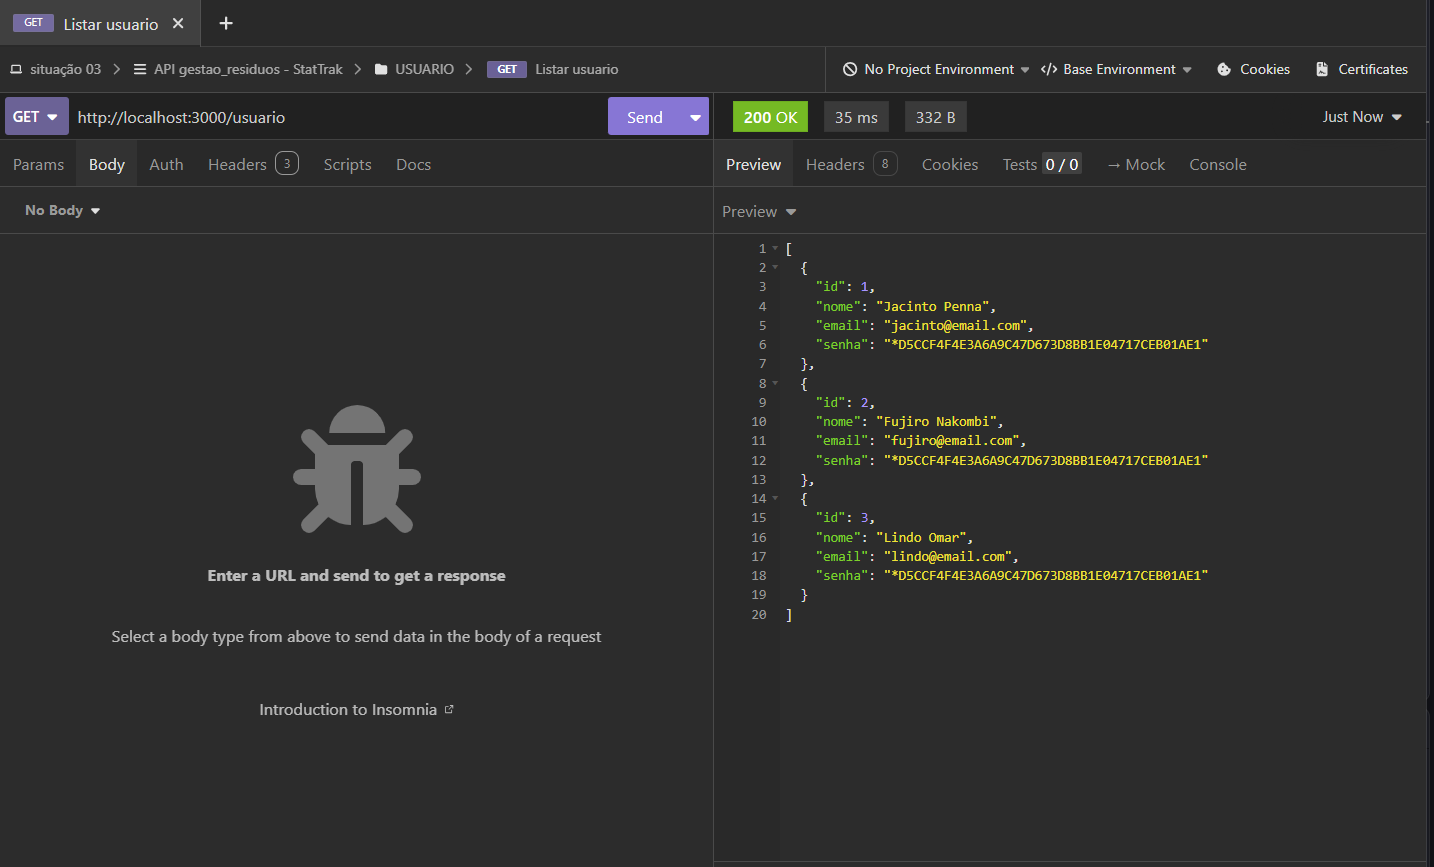 GET Listar usuario
situação 03 > API gestao_residuos - StatTrak > USUARIO > GET Listar usuario
No Project Environment </> Base Environment Cookies Certificates
GET http://localhost:3000/usuario Send
200 OK 35 ms 332 B Just Now
Params Body Auth Headers 3 Scripts Docs
Preview Headers 8 Cookies Tests 0 / 0 → Mock Console
No Body
Preview
Enter a URL and send to get a response
Select a body type from above to send data in the body of a request
Introduction to Insomnia
1 [
2 {
3 "id": 1,
4 "nome": "Jacinto Penna",
5 "email": "jacinto@email.com",
6 "senha": "*D5CCF4F4E3A6A9C47D673D8BB1E04717CEB01AE1"
7 },
8 {
9 "id": 2,
10 "nome": "Fujiro Nakombi",
11 "email": "fujiro@email.com",
12 "senha": "*D5CCF4F4E3A6A9C47D673D8BB1E04717CEB01AE1"
13 },
14 {
15 "id": 3,
16 "nome": "Lindo Omar",
17 "email": "lindo@email.com",
18 "senha": "*D5CCF4F4E3A6A9C47D673D8BB1E04717CEB01AE1"
19 }
20 ]